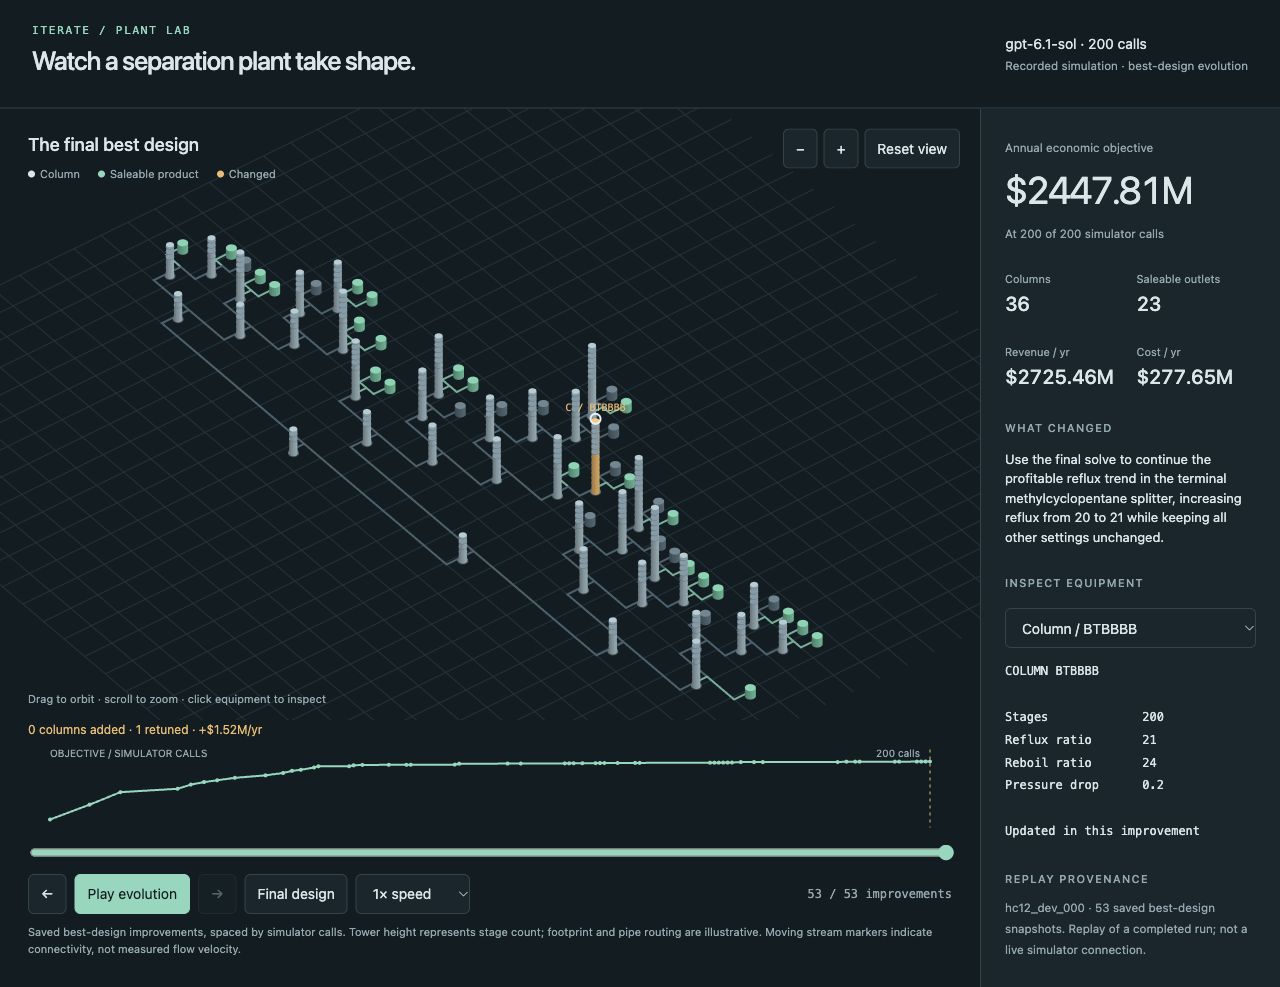 ITERATE / PLANT LAB
Watch a separation plant take shape.
gpt-6.1-sol · 200 calls
Recorded simulation · best-design evolution
The final best design
Column
Saleable product
Changed
−
+
Reset view
C / BTBBBB
Drag to orbit · scroll to zoom · click equipment to inspect
0 columns added · 1 retuned · +$1.52M/yr
OBJECTIVE / SIMULATOR CALLS
200 calls
←
Play evolution
→
Final design
1× speed
53 / 53 improvements
Saved best-design improvements, spaced by simulator calls. Tower height represents stage count; footprint and pipe routing are illustrative. Moving stream markers indicate
connectivity, not measured flow velocity.
Annual economic objective
$2447.81M
At 200 of 200 simulator calls
Columns
Saleable outlets
36
23
Revenue / yr
Cost / yr
$2725.46M
$277.65M
WHAT CHANGED
Use the final solve to continue the
profitable reflux trend in the terminal
methylcyclopentane splitter, increasing
reflux from 20 to 21 while keeping all
other settings unchanged.
INSPECT EQUIPMENT
Column / BTBBBB
COLUMN BTBBBB
Stages 200
Reflux ratio 21
Reboil ratio 24
Pressure drop 0.2
Updated in this improvement
REPLAY PROVENANCE
hc12_dev_000 · 53 saved best-design
snapshots. Replay of a completed run; not a
live simulator connection.